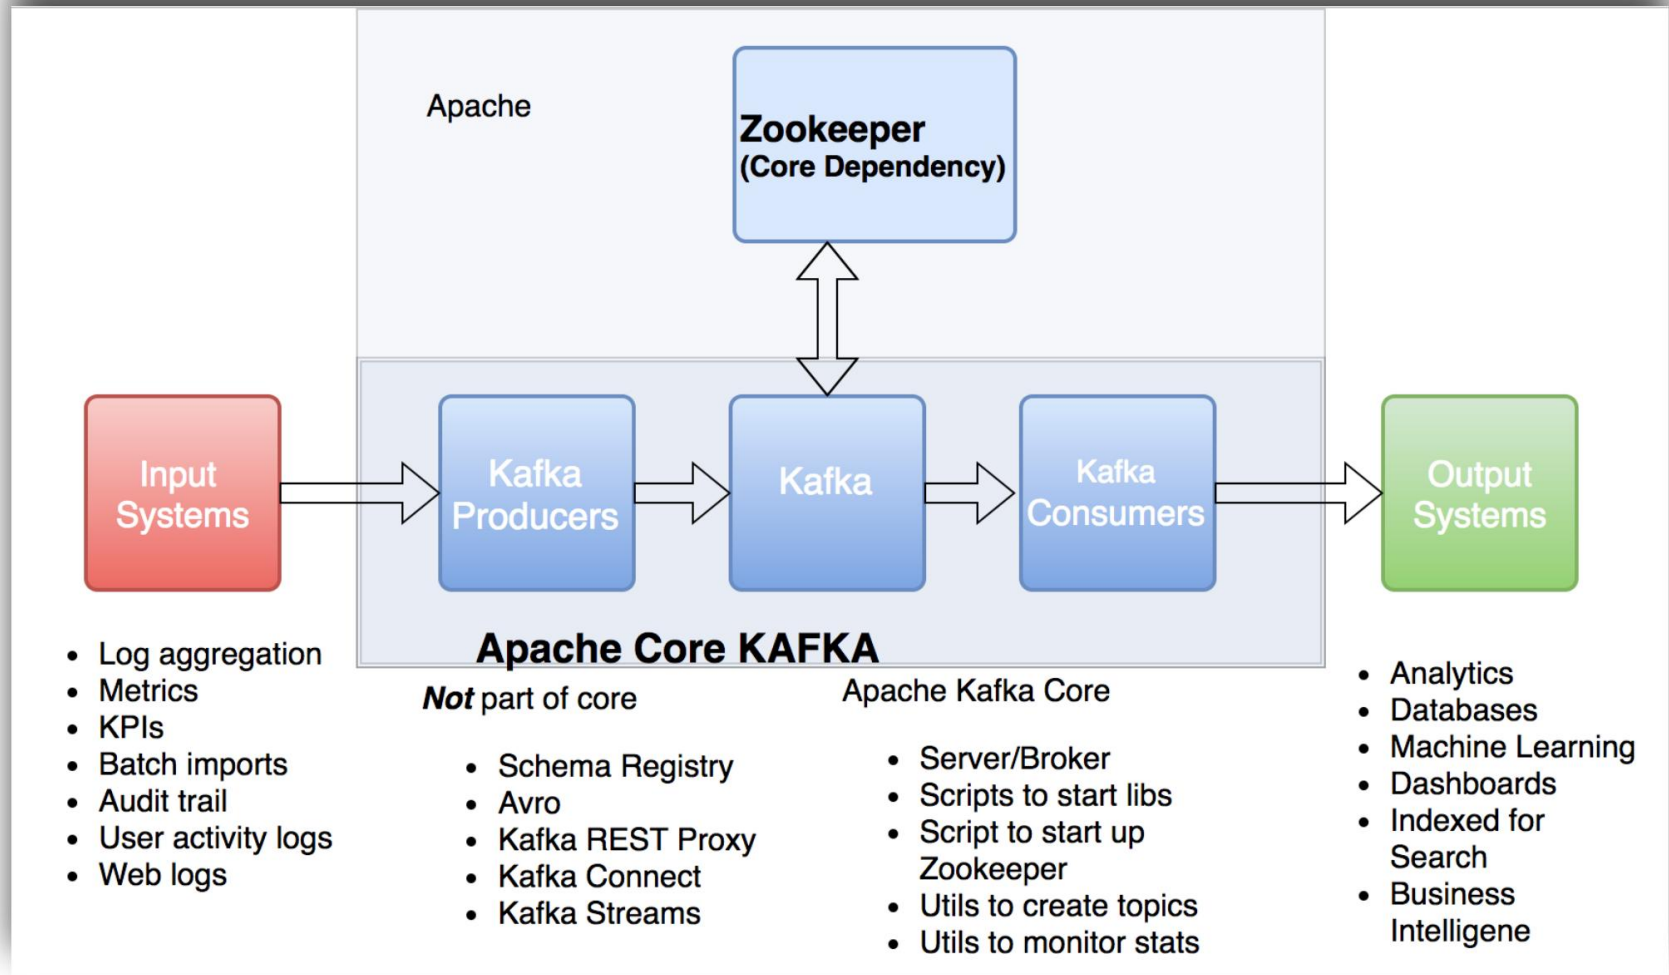 Apache
Zookeeper
(Core Dependency)
Input
Systems
Kafka
Producers
Kafka
Kafka
Consumers
Output
Systems
Apache Core KAFKA
• Log aggregation
• Metrics
• KPIs
• Batch imports
• Audit trail
• User activity logs
• Web logs
Not part of core
• Schema Registry
• Avro
• Kafka REST Proxy
• Kafka Connect
• Kafka Streams
Apache Kafka Core
• Server/Broker
• Scripts to start libs
• Script to start up
Zookeeper
• Utils to create topics
• Utils to monitor stats
• Analytics
• Databases
• Machine Learning
• Dashboards
• Indexed for
Search
• Business
Intelligene